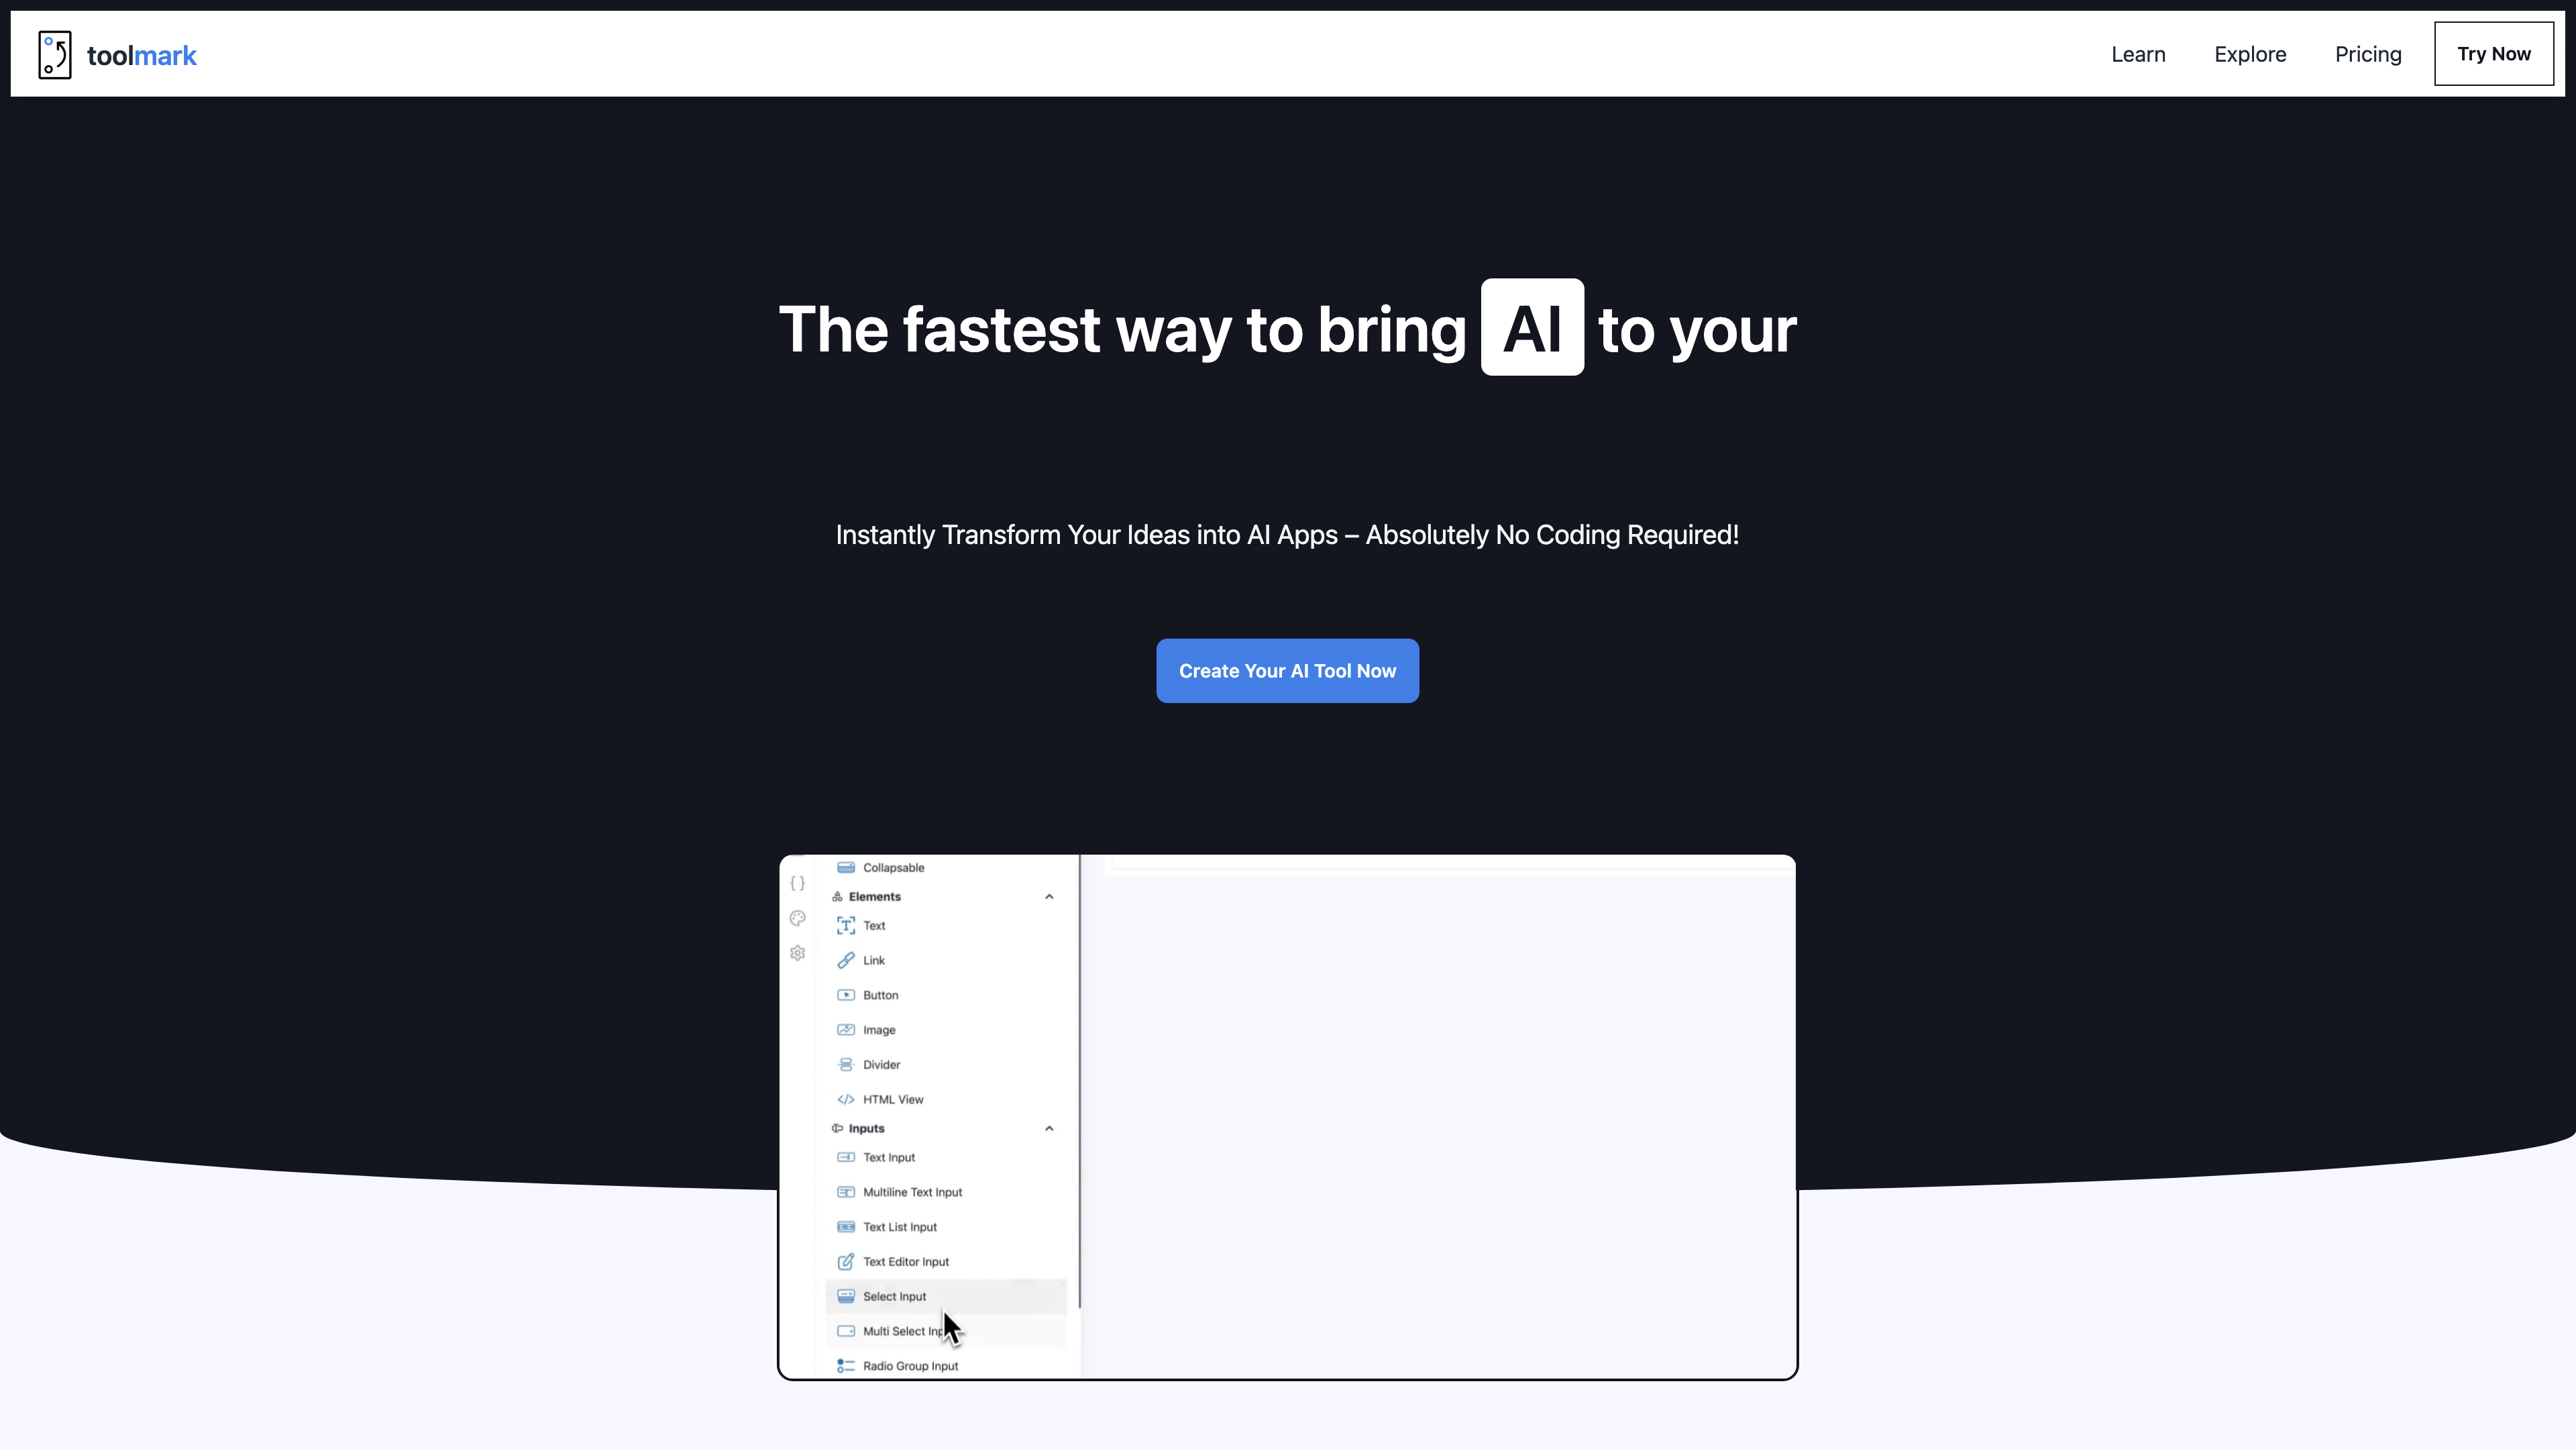 toolmark
Learn
Explore
Pricing
Try Now
The fastest way to bring AI to your
Instantly Transform Your Ideas into AI Apps – Absolutely No Coding Required!
Create Your AI Tool Now
Collapsable
Elements
Text
Link
Button
Image
Divider
HTML View
Inputs
Text Input
Multiline Text Input
Text List Input
Text Editor Input
Select Input
Multi Select Inp
Radio Group Input